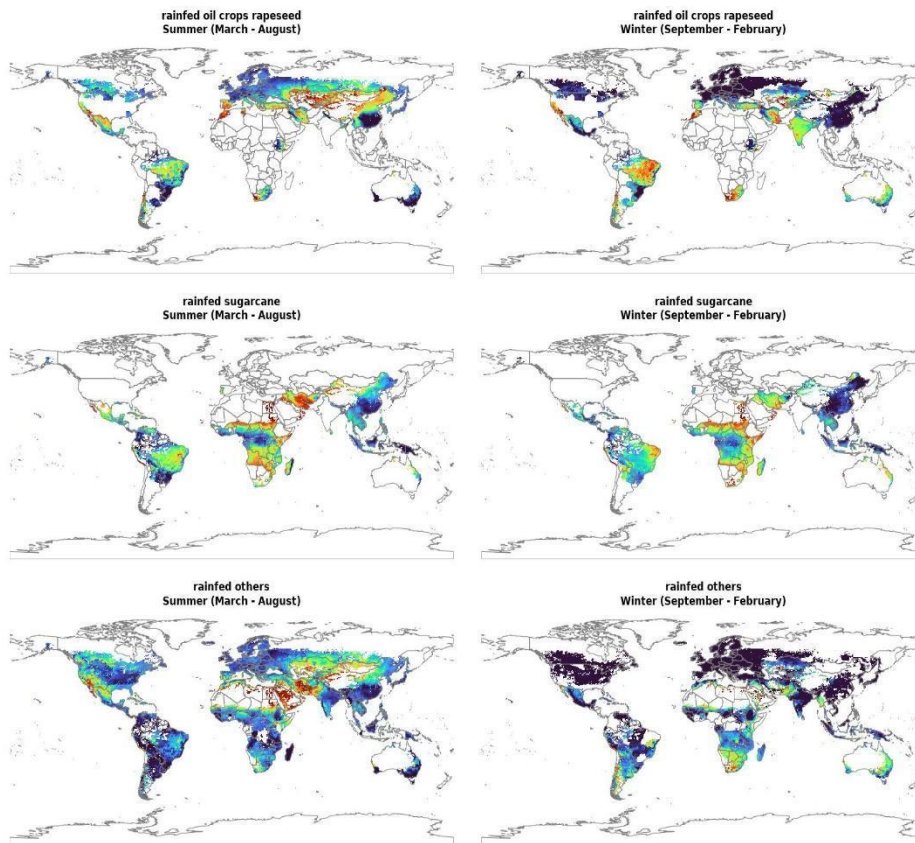 rainfed oil crops rapeseed
Summer (March - August)
rainfed oil crops rapeseed
Winter (September - February)
rainfed sugarcane
Summer (March - August)
rainfed sugarcane
Winter (September - February)
rainfed others
Summer (March - August)
rainfed others
Winter (September - February)